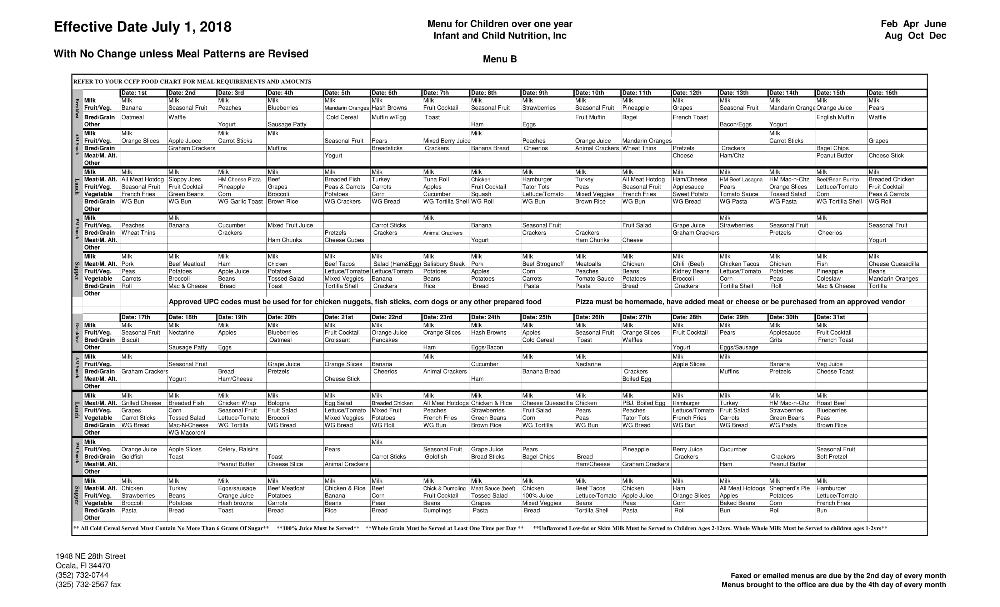 Effective Date July 1, 2018
Menu for Children over one year
Feb Apr June
Infant and Child Nutrition, Inc
Aug Oct Dec
With No Change unless Meal Patterns are Revised
Menu B
REFER TO YOUR CCFP FOOD CHART FOR MEAL REQUIREMENTS AND AMOUNTS
Date: 1st Date: 2nd Date: 3rd Date: 4th Date: 5th Date: 6th Date: 7th Date: 8th Date: 9th Date: 10th Date: 11th Date: 12th Date: 13th Date: 14th Date: 15th Date: 16th
Breakfast
Milk Milk Milk Milk Milk Milk Milk Milk Milk Milk Milk Milk Milk Milk Milk Milk Milk
Fruit/Veg. Banana Seasonal Fruit Peaches Blueberries Mandarin Oranges Hash Browns Fruit Cocktail Seasonal Fruit Strawberries Seasonal Fruit Pineapple Grapes Seasonal Fruit Mandarin Orange Orange Juice Pears
Bred/Grain Oatmeal Waffle Cold Cereal Muffin w/Egg Toast Fruit Muffin Bagel French Toast English Muffin Waffle
Other Yogurt Sausage Patty Ham Eggs Bacon/Eggs Yogurt
AM Snack
Milk Milk Milk Milk Milk Milk
Fruit/Veg. Orange Slices Apple Juoce Carrot Sticks Seasonal Fruit Pears Mixed Berry Juice Peaches Orange Juice Mandarin Oranges Carrot Sticks Grapes
Bred/Grain Graham Crackers Muffins Breadsticks Crackers Banana Bread Cheerios Animal Crackers Wheat Thins Pretzels Crackers Bagel Chips
Meat/M. Alt. Yogurt Cheese Ham/Chz Peanut Butter Cheese Stick
Other
Lunch
Milk Milk Milk Milk Milk Milk Milk Milk Milk Milk Milk Milk Milk Milk Milk Milk Milk
Meat/M. Alt. All Meat Hotdog Sloppy Joes HM Cheese Pizza Beef Breaded Fish Turkey Tuna Roll Chicken Hamburger Turkey All Meat Hotdog Ham/Cheese HM Beef Lasagna HM Mac-n-Chz Beef/Bean Burrito Breaded Chicken
Fruit/Veg. Seasonal Fruit Fruit Cocktail Pineapple Grapes Peas & Carrots Carrots Apples Fruit Cocktail Tator Tots Peas Seasonal Fruit Applesauce Pears Orange Slices Lettuce/Tomato Fruit Cocktail
Vegetable French Fries Green Beans Corn Broccoli Potatoes Corn Cucumber Squash Lettuce/Tomato Mixed Veggies French Fries Sweet Potato Tomato Sauce Tossed Salad Corn Peas & Carrots
Bred/Grain WG Bun WG Bun WG Garlic Toast Brown Rice WG Crackers WG Bread WG Tortilla Shell WG Roll WG Bun Brown Rice WG Bun WG Bread WG Pasta WG Pasta WG Tortilla Shell WG Roll
Other
PM Snack
Milk Milk Milk Milk Milk
Fruit/Veg. Peaches Banana Cucumber Mixed Fruit Juice Carrot Sticks Banana Seasonal Fruit Fruit Salad Grape Juice Strawberries Seasonal Fruit Seasonal Fruit
Bred/Grain Wheat Thins Crackers Pretzels Crackers Animal Crackers Crackers Crackers Graham Crackers Pretzels Cheerios
Meat/M. Alt. Ham Chunks Cheese Cubes Yogurt Ham Chunks Cheese Yogurt
Other
Supper
Milk Milk Milk Milk Milk Milk Milk Milk Milk Milk Milk Milk Milk Milk Milk Milk Milk
Meat/M. Alt. Pork Beef Meatloaf Ham Chicken Beef Tacos Salad (Ham&Egg) Salisbury Steak Pork Beef Stroganoff Meatballs Chicken Chili (Beef) Chicken Tacos Chicken Fish Cheese Quesadilla
Fruit/Veg. Peas Potatoes Apple Juice Potatoes Lettuce/Tomatoe Lettuce/Tomato Potatoes Apples Corn Peaches Beans Kidney Beans Lettuce/Tomato Potatoes Pineapple Beans
Vegetable Carrots Broccoli Beans Tossed Salad Mixed Veggies Banana Beans Potatoes Carrots Tomato Sauce Potatoes Broccoli Corn Peas Coleslaw Mandarin Oranges
Bred/Grain Roll Mac & Cheese Bread Toast Tortilla Shell Crackers Rice Bread Pasta Pasta Bread Crackers Tortilla Shell Roll Mac & Cheese Tortilla
Other
Approved UPC codes must be used for for chicken nuggets, fish sticks, corn dogs or any other prepared food Pizza must be homemade, have added meat or cheese or be purchased from an approved vendor
Date: 17th Date: 18th Date: 19th Date: 20th Date: 21st Date: 22nd Date: 23rd Date: 24th Date: 25th Date: 26th Date: 27th Date: 28th Date: 29th Date: 30th Date: 31st
Breakfast
Milk Milk Milk Milk Milk Milk Milk Milk Milk Milk Milk Milk Milk Milk Milk Milk
Fruit/Veg. Seasonal Fruit Nectarine Apples Blueberries Fruit Cocktail Orange Juice Orange Slices Hash Browns Apples Seasonal Fruit Orange Slices Fruit Cocktail Pears Applesauce Fruit Cocktail
Bred/Grain Biscuit Oatmeal Croissant Pancakes Cold Cereal Toast Waffles Grits French Toast
Other Sausage Patty Eggs Ham Eggs/Bacon Yogurt Eggs/Sausage
AM Snack
Milk Milk Milk Milk Milk Milk Milk
Fruit/Veg. Seasonal Fruit Grape Juice Orange Slices Banana Cucumber Nectarine Apple Slices Banana Veg Juice
Bred/Grain Graham Crackers Bread Pretzels Cheerios Animal Crackers Banana Bread Crackers Muffins Pretzels Cheese Toast
Meat/M. Alt. Yogurt Ham/Cheese Cheese Stick Ham Boiled Egg
Other
Lunch
Milk Milk Milk Milk Milk Milk Milk Milk Milk Milk Milk Milk Milk Milk Milk Milk
Meat/M. Alt. Grilled Cheese Breaded Fish Chicken Wrap Bologna Egg Salad Breaded Chicken All Meat Hotdogs Chicken & Rice Cheese Quesadilla Chicken PBJ, Boiled Egg Hamburger Turkey HM Mac-n-Chz Roast Beef
Fruit/Veg. Grapes Corn Seasonal Fruit Fruit Salad Lettuce/Tomato Mixed Fruit Peaches Strawberries Fruit Salad Pears Peaches Lettuce/Tomato Fruit Salad Strawberries Blueberries
Vegetable Carrot Sticks Tossed Salad Lettuce/Tomato Broccoli Mixed Veggies Potatoes French Fries Green Beans Corn Peas Tator Tots French Fries Carrots Green Beans Peas
Bred/Grain WG Bread Mac-N-Cheese WG Tortilla WG Bread WG Bread WG Roll WG Bun Brown Rice WG Tortilla WG Bun WG Bread WG Bun WG Bread WG Pasta Brown Rice
Other WG Macoroni
PM Snack
Milk Milk
Fruit/Veg. Orange Juice Apple Slices Celery, Raisins Pears Seasonal Fruit Grape Juice Pears Pineapple Berry Juice Cucumber Seasonal Fruit
Bred/Grain Goldfish Toast Toast Carrot Sticks Goldfish Bread Sticks Bagel Chips Bread Crackers Crackers Soft Pretzel
Meat/M. Alt. Peanut Butter Cheese Slice Animal Crackers Ham/Cheese Graham Crackers Ham Peanut Butter
Other
Supper
Milk Milk Milk Milk Milk Milk Milk Milk Milk Milk Milk Milk Milk Milk Milk Milk
Meat/M. Alt. Chicken Turkey Eggs/sausage Beef Meatloaf Chicken & Rice Beef Chick & Dumpling Meat Sauce (beef) Chicken Beef Tacos Chicken Ham All Meat Hotdogs Shepherd's Pie Hamburger
Fruit/Veg. Strawberries Beans Orange Juice Potatoes Banana Corn Fruit Cocktail Tossed Salad 100% Juice Lettuce/Tomato Apple Juice Orange Slices Apples Potatoes Lettuce/Tomato
Vegetable Broccoli Potatoes Hash browns Carrots Beans Peas Beans Grapes Mixed Veggies Beans Peas Corn Baked Beans Corn French Fries
Bred/Grain Pasta Bread Toast Bread Rice Bread Dumplings Pasta Bread Tortilla Shell Pasta Roll Bun Roll Bun
Other
** All Cold Cereal Served Must Contain No More Than 6 Grams Of Sugar** **100% Juice Must be Served** **Whole Grain Must be Served at Least One Time per Day ** **Unflavored Low-fat or Skim Milk Must be Served to Children Ages 2-12yrs. Whole Whole Milk Must be Served to children ages 1-2yrs**
1948 NE 28th Street
Ocala, Fl 34470
(352) 732-0744
(325) 732-2567 fax
Faxed or emailed menus are due by the 2nd day of every month
Menus brought to the office are due by the 4th day of every month